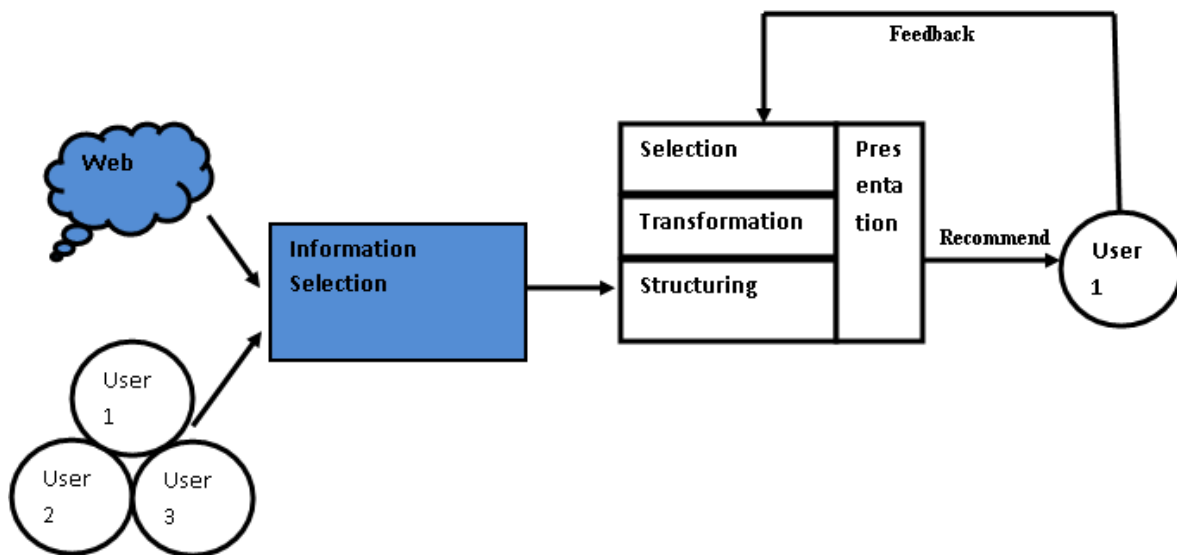 Feedback
Web
Selection
Transformation
Structuring
Pres
enta
tion
Information
Selection
Recommend
User
1
User
1
User
2
User
3